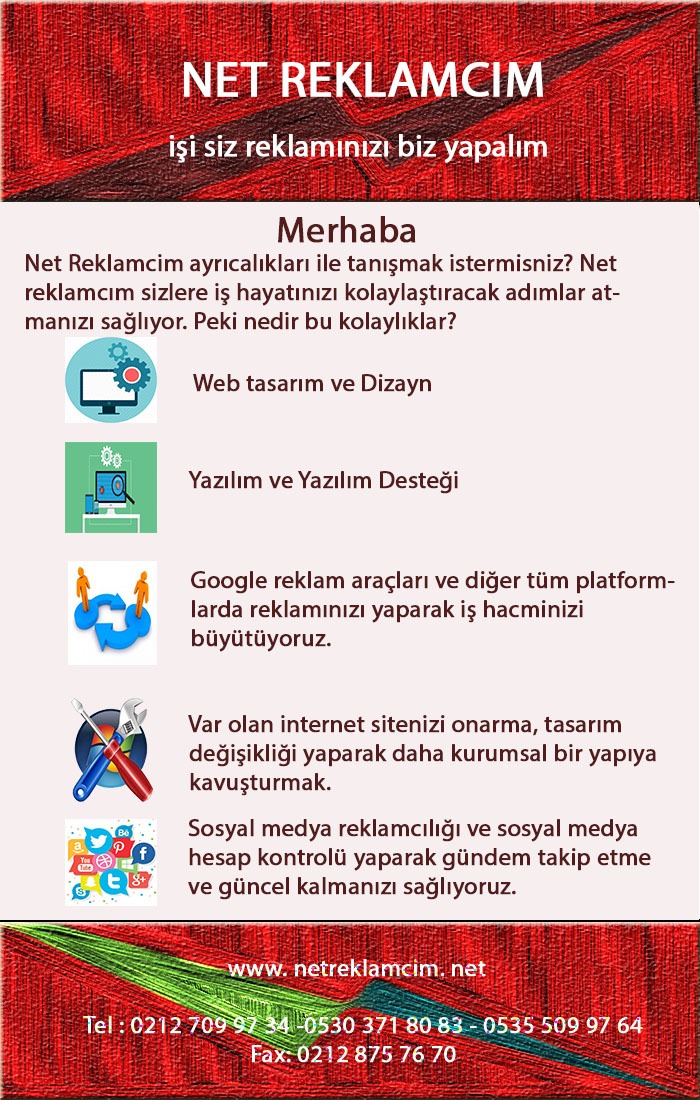 NET REKLAMCIM
işi siz reklamınızı biz yapalım
Merhaba
Net Reklamcim ayrıcalıkları ile tanışmak istermisniz? Net
reklamcım sizlere iş hayatınızı kolaylaştıracak adımlar at-
manızı sağlıyor. Peki nedir bu kolaylıklar?
Web tasarım ve Dizayn
Yazılım ve Yazılım Desteği
Google reklam araçları ve diğer tüm platform-
larda reklamınızı yaparak iş hacminizi
büyütüyoruz.
Var olan internet sitenizi onarma, tasarım
değişikliği yaparak daha kurumsal bir yapıya
kavuşturmak.
Sosyal medya reklamcılığı ve sosyal medya
hesap kontrolü yaparak gündem takip etme
ve güncel kalmanızı sağlıyoruz.
www. netreklamcim. net
Tel : 0212 709 97 34 -0530 371 80 83 - 0535 509 97 64
Fax: 0212 875 76 70